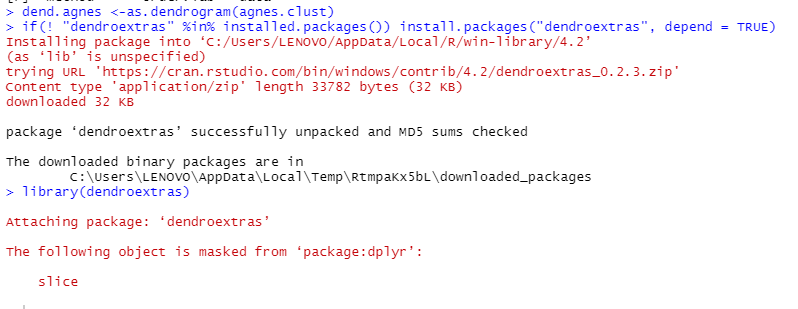 > dend.agnes <-as.dendrogram(agnes.clust)
> if(! "dendroextras" %in% installed.packages()) install.packages("dendroextras", depend = TRUE)
Installing package into ‘C:/Users/LENOVO/AppData/Local/R/win-library/4.2’
(as ‘lib’ is unspecified)
trying URL 'https://cran.rstudio.com/bin/windows/contrib/4.2/dendroextras_0.2.3.zip'
Content type 'application/zip' length 33782 bytes (32 KB)
downloaded 32 KB

package ‘dendroextras’ successfully unpacked and MD5 sums checked

The downloaded binary packages are in
        C:\Users\LENOVO\AppData\Local\Temp\RtmpaKx5bL\downloaded_packages
> library(dendroextras)

Attaching package: ‘dendroextras’

The following object is masked from ‘package:dplyr’:

    slice